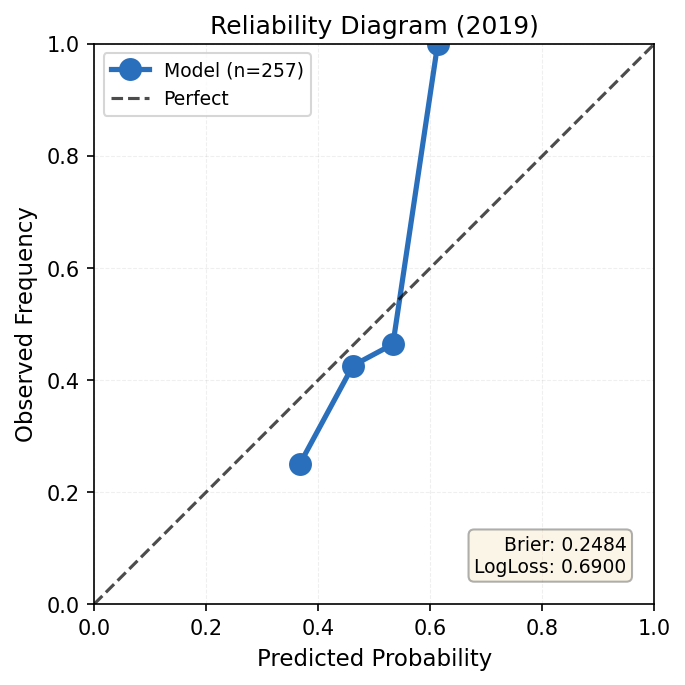 Reliability Diagram (2019)
Model (n=257)
Perfect
1.0
0.8
0.6
0.4
0.2
0.0
Observed Frequency
Brier: 0.2484
LogLoss: 0.6900
0.0 0.2 0.4 0.6 0.8 1.0
Predicted Probability